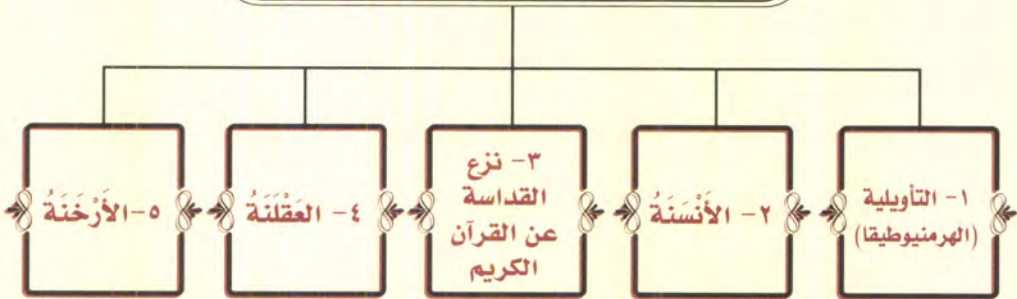 ١- التأويلية
(الهرمنيوطيقا)
٢- الأَنْسَنَةُ
٣- نزع
القداسة
عن القرآن
الكريم
٤- العَقْلَنَةُ
٥-الأَرْخَنَةُ